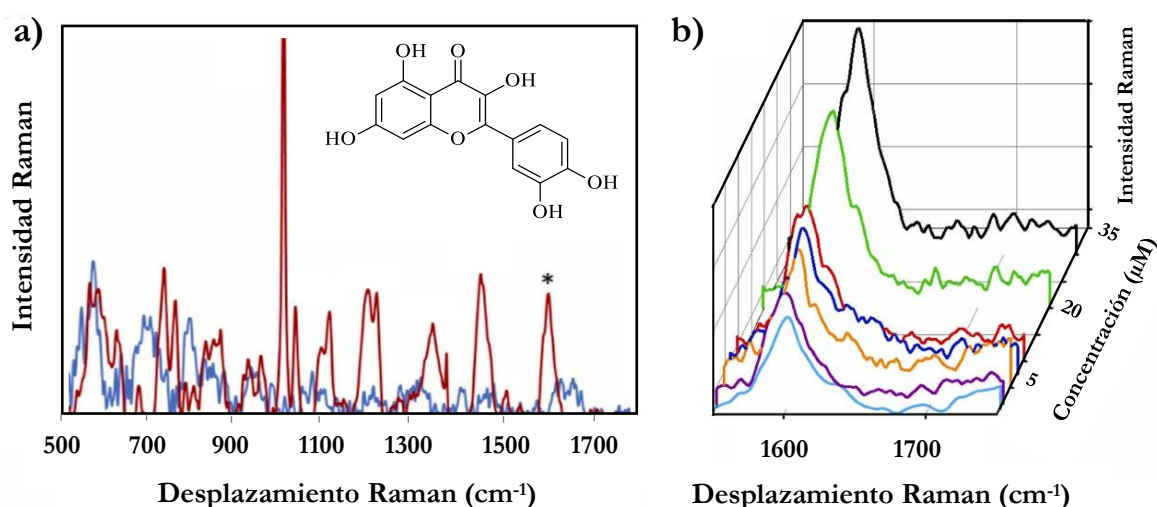 a)
Intensidad Raman
OH
O
OH
HO
O
OH
OH
*
500 700 900 1100 1300 1500 1700
Desplazamiento Raman (cm-1)
b)
Intensidad Raman
35
20
5
Concentración (µM)
1600 1700
Desplazamiento Raman (cm-1)